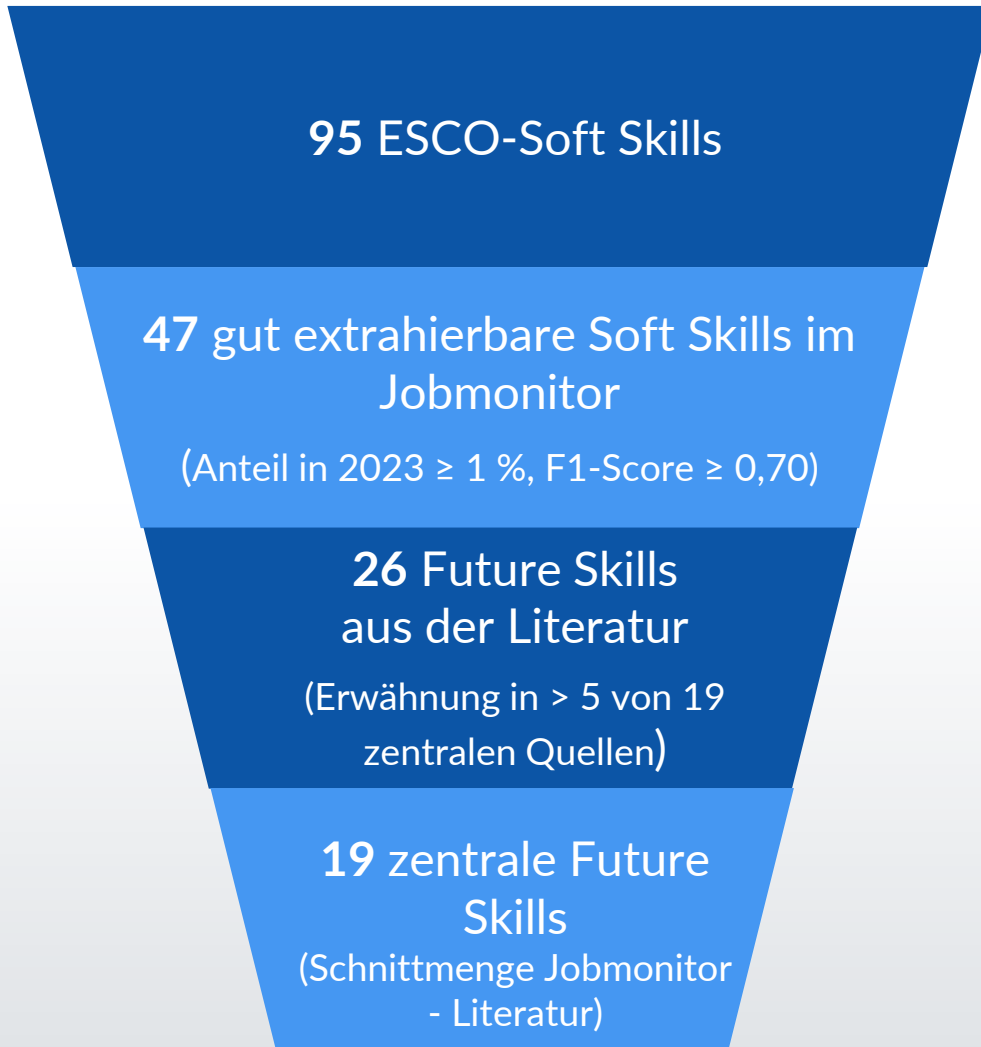 95 ESCO-Soft Skills
47 gut extrahierbare Soft Skills im
Jobmonitor
(Anteil in 2023 ≥ 1 %, F1-Score ≥ 0,70)
26 Future Skills
aus der Literatur
(Erwähnung in > 5 von 19
zentralen Quellen)
19 zentrale Future
Skills
(Schnittmenge Jobmonitor
- Literatur)